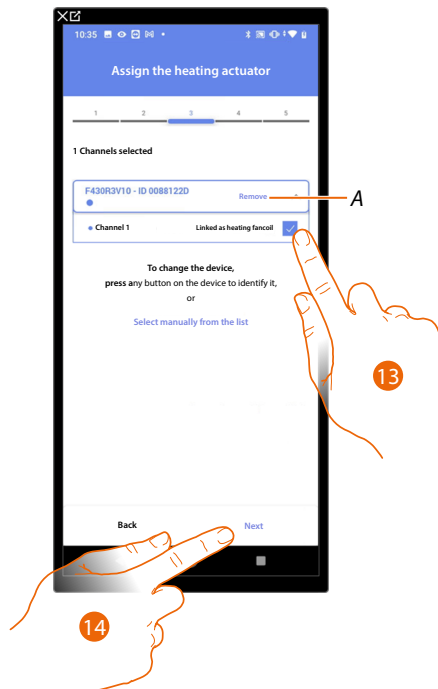 10:35
Assign the heating actuator
1 2 3 4 5
1 Channels selected
F430R3V10 - ID 0088122D
Remove
A
Channel 1
Linked as heating fancoil
To change the device,
press any button on the device to identify it,
or
Select manually from the list
13
Back
Next
14